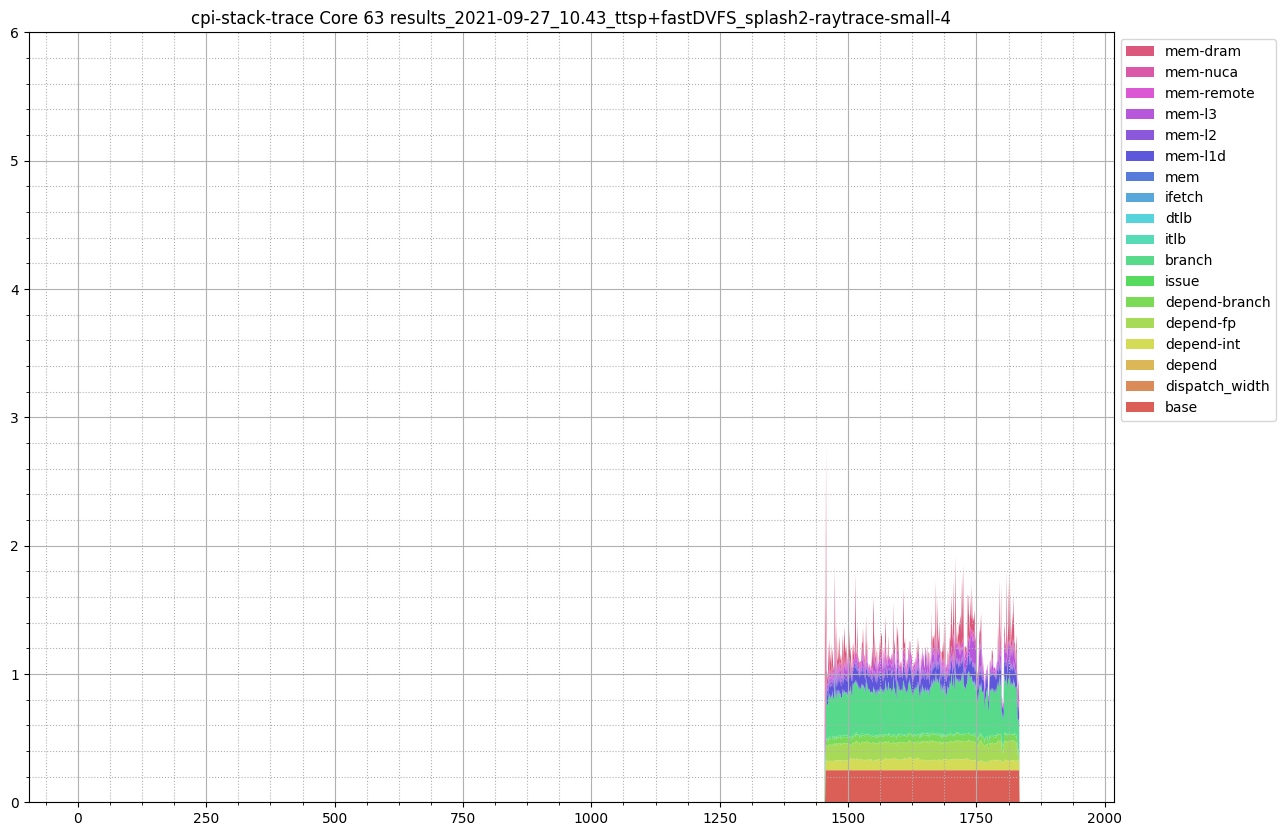 cpi-stack-trace Core 63 results_2021-09-27_10.43_ttsp+fastDVFS_splash2-raytrace-small-4
6
5
4
3
2
1
0
0 250 500 750 1000 1250 1500 1750 2000
mem-dram
mem-nuca
mem-remote
mem-l3
mem-l2
mem-l1d
mem
ifetch
dtlb
itlb
branch
issue
depend-branch
depend-fp
depend-int
depend
dispatch_width
base